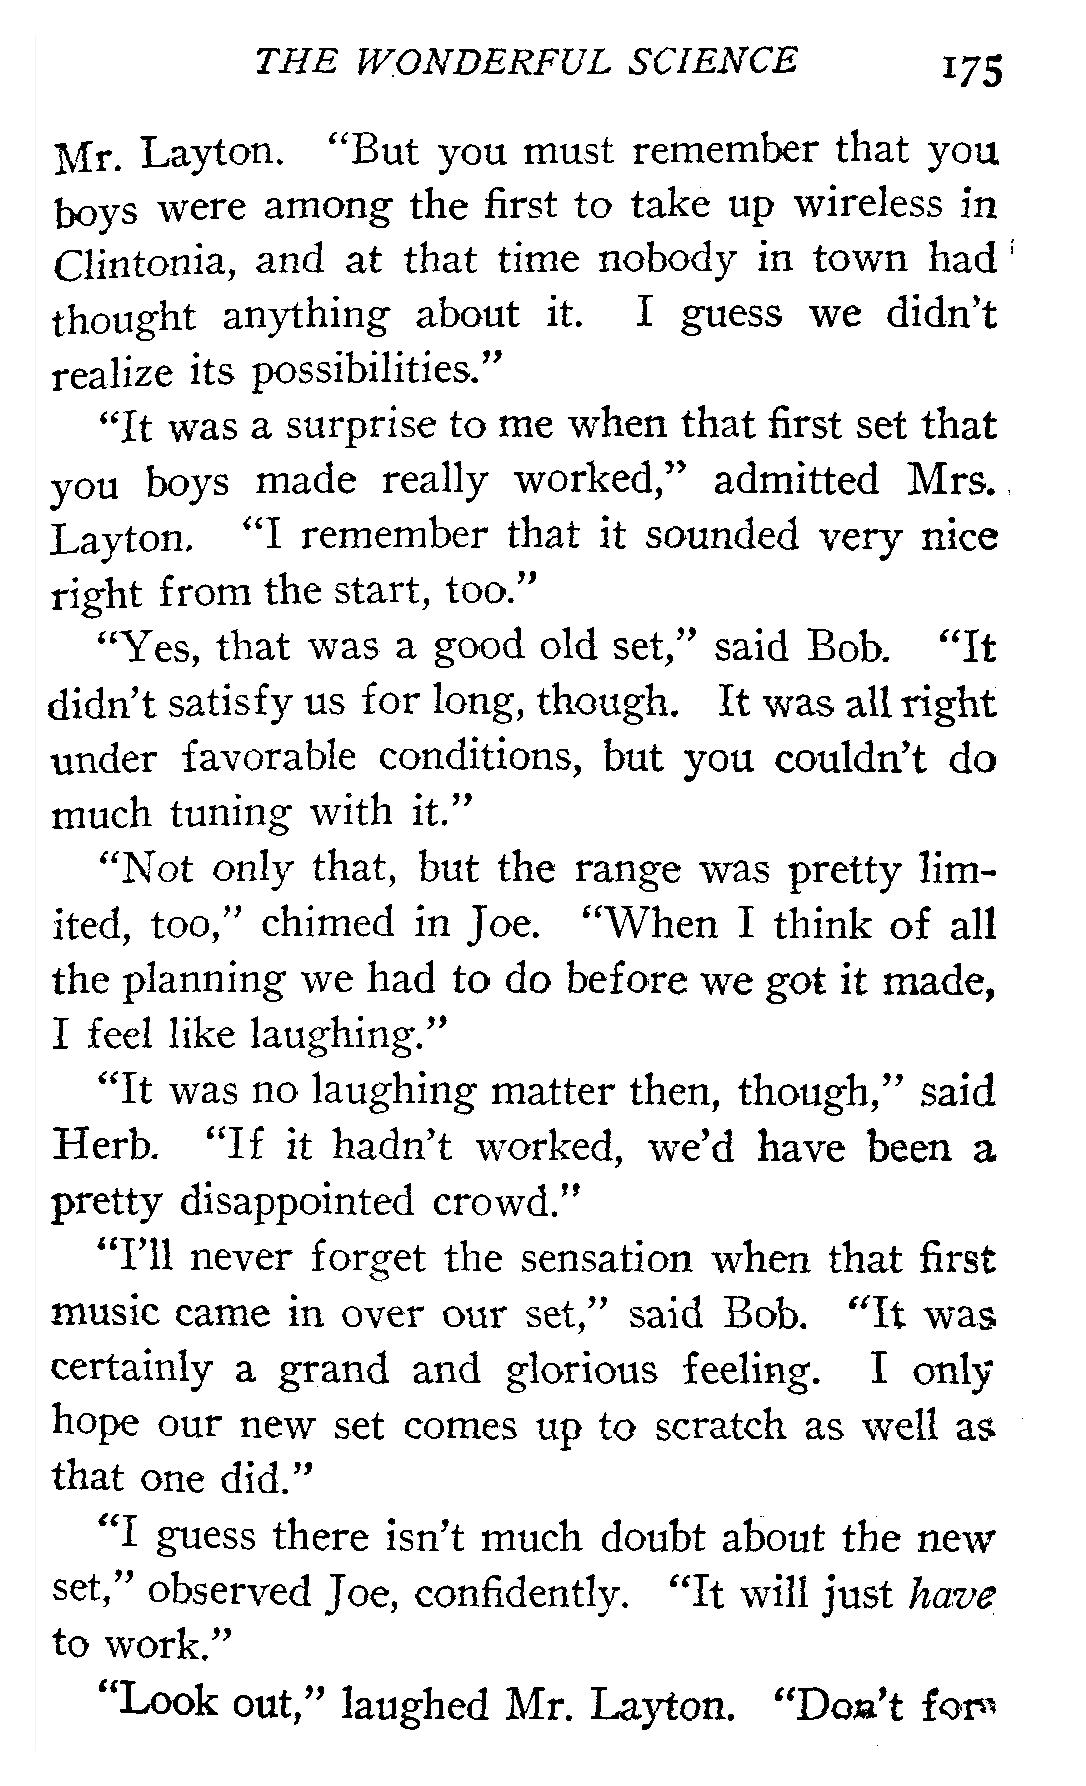 THE WONDERFUL SCIENCE 175
Mr. Layton. “But you must remember that you
boys were among the first to take up wireless in
Clintonia, and at that time nobody in town had
thought anything about it. I guess we didn’t
realize its possibilities.”
“It was a surprise to me when that first set that
you boys made really worked,” admitted Mrs.
Layton. “I remember that it sounded very nice
right from the start, too.”
“Yes, that was a good old set,” said Bob. “It
didn’t satisfy us for long, though. It was all right
under favorable conditions, but you couldn’t do
much tuning with it.”
“Not only that, but the range was pretty lim-
ited, too,” chimed in Joe. “When I think of all
the planning we had to do before we got it made,
I feel like laughing.”
“It was no laughing matter then, though,” said
Herb. “If it hadn’t worked, we’d have been a
pretty disappointed crowd.”
“I’ll never forget the sensation when that first
music came in over our set,” said Bob. “It was
certainly a grand and glorious feeling. I only
hope our new set comes up to scratch as well as
that one did.”
“I guess there isn’t much doubt about the new
set,” observed Joe, confidently. “It will just have
to work.”
“Look out,” laughed Mr. Layton. “Don’t